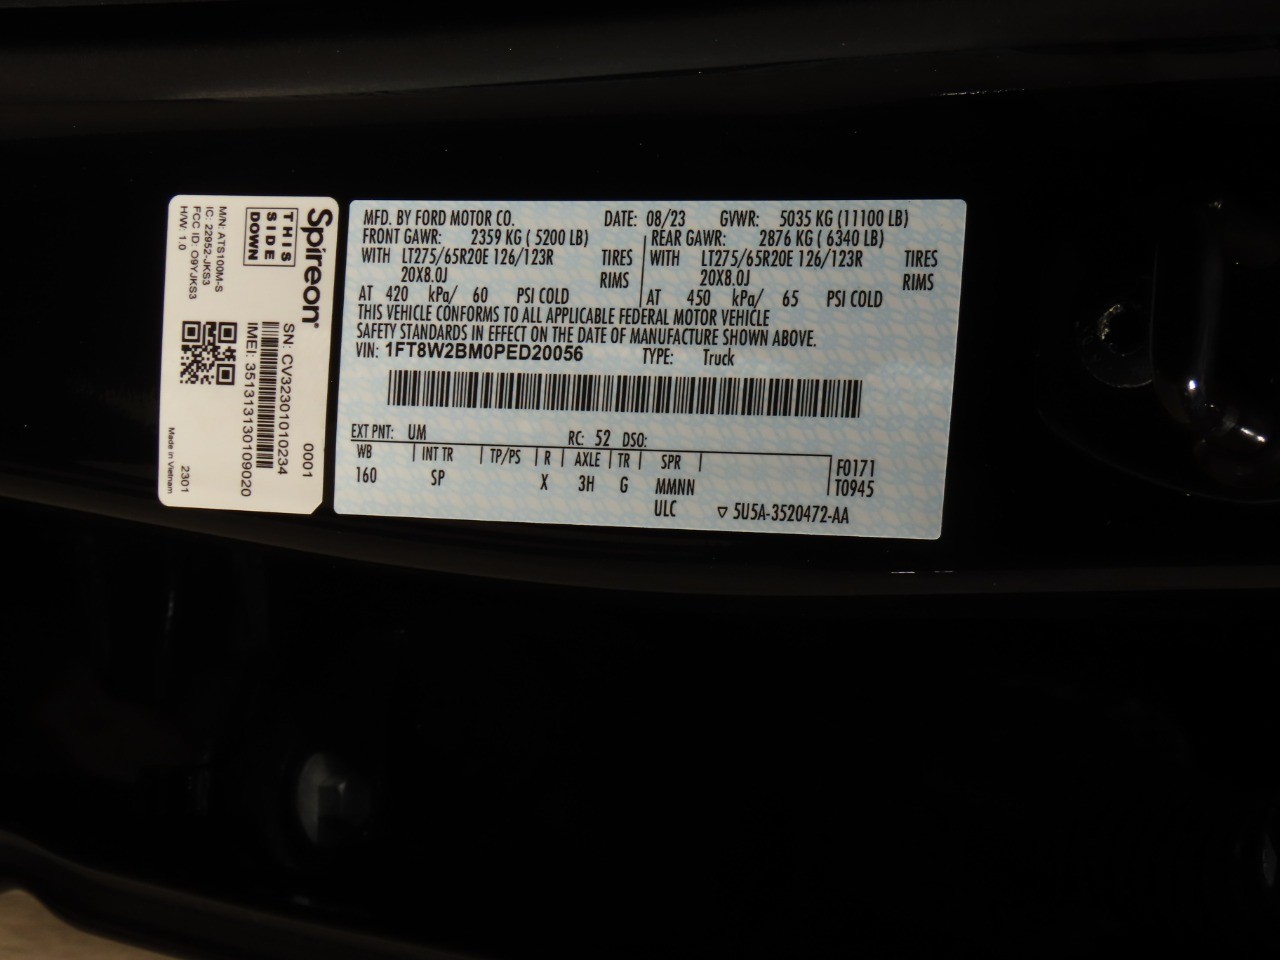 Spireon®
THIS
SIDE
DOWN
M/N: ATS100M-S
IC: 22952-JKS3
FCC ID: O9YJKS3
H/W: 1.0
0001
SN: CV32301010234
IMEI: 351313130109020
2301
Made in Vietnam
MFD. BY FORD MOTOR CO. DATE: 08/23 GVWR: 5035 KG (11100 LB)
FRONT GAWR: 2359 KG ( 5200 LB) REAR GAWR: 2876 KG ( 6340 LB)
WITH LT275/65R20E 126/123R TIRES WITH LT275/65R20E 126/123R TIRES
20X8.0J RIMS 20X8.0J RIMS
AT 420 kPa/ 60 PSI COLD AT 450 kPa/ 65 PSI COLD
THIS VEHICLE CONFORMS TO ALL APPLICABLE FEDERAL MOTOR VEHICLE
SAFETY STANDARDS IN EFFECT ON THE DATE OF MANUFACTURE SHOWN ABOVE.
VIN: 1FT8W2BM0PED20056 TYPE: Truck
EXT PNT: UM RC: 52 DSO:
WB INT TR TP/PS R AXLE TR SPR F0171
160 SP X 3H G MMNN T0945
ULC ▽ 5U5A-3520472-AA